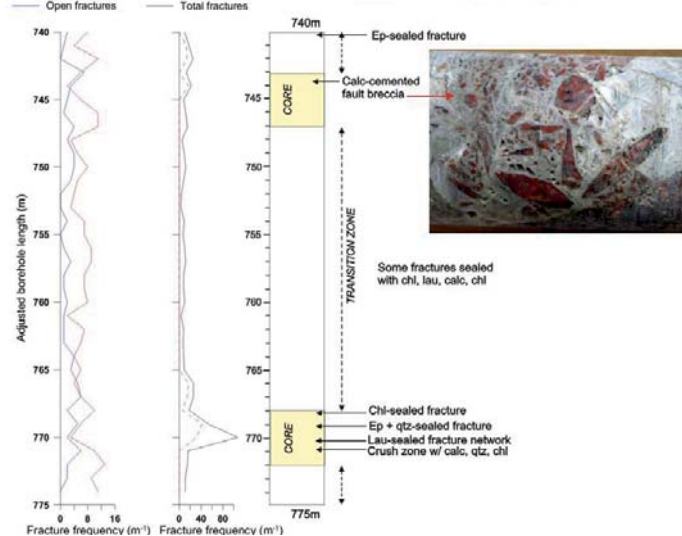 Open fractures
Total fractures
740m
740
740
Ep-sealed fracture
Calc-cemented
fault breccia
CORE
745
745
750
750
755
755
Adjusted borehole length (m)
TRANSITION ZONE
Some fractures sealed
with chl, lau, calc, chl
760
760
765
765
Chl-sealed fracture
Ep + qtz-sealed fracture
CORE
770
770
Lau-sealed fracture network
Crush zone w/ calc, qtz, chl
775
775m
0 8 16
0 40 80
Fracture frequency (m⁻¹)
Fracture frequency (m⁻¹)